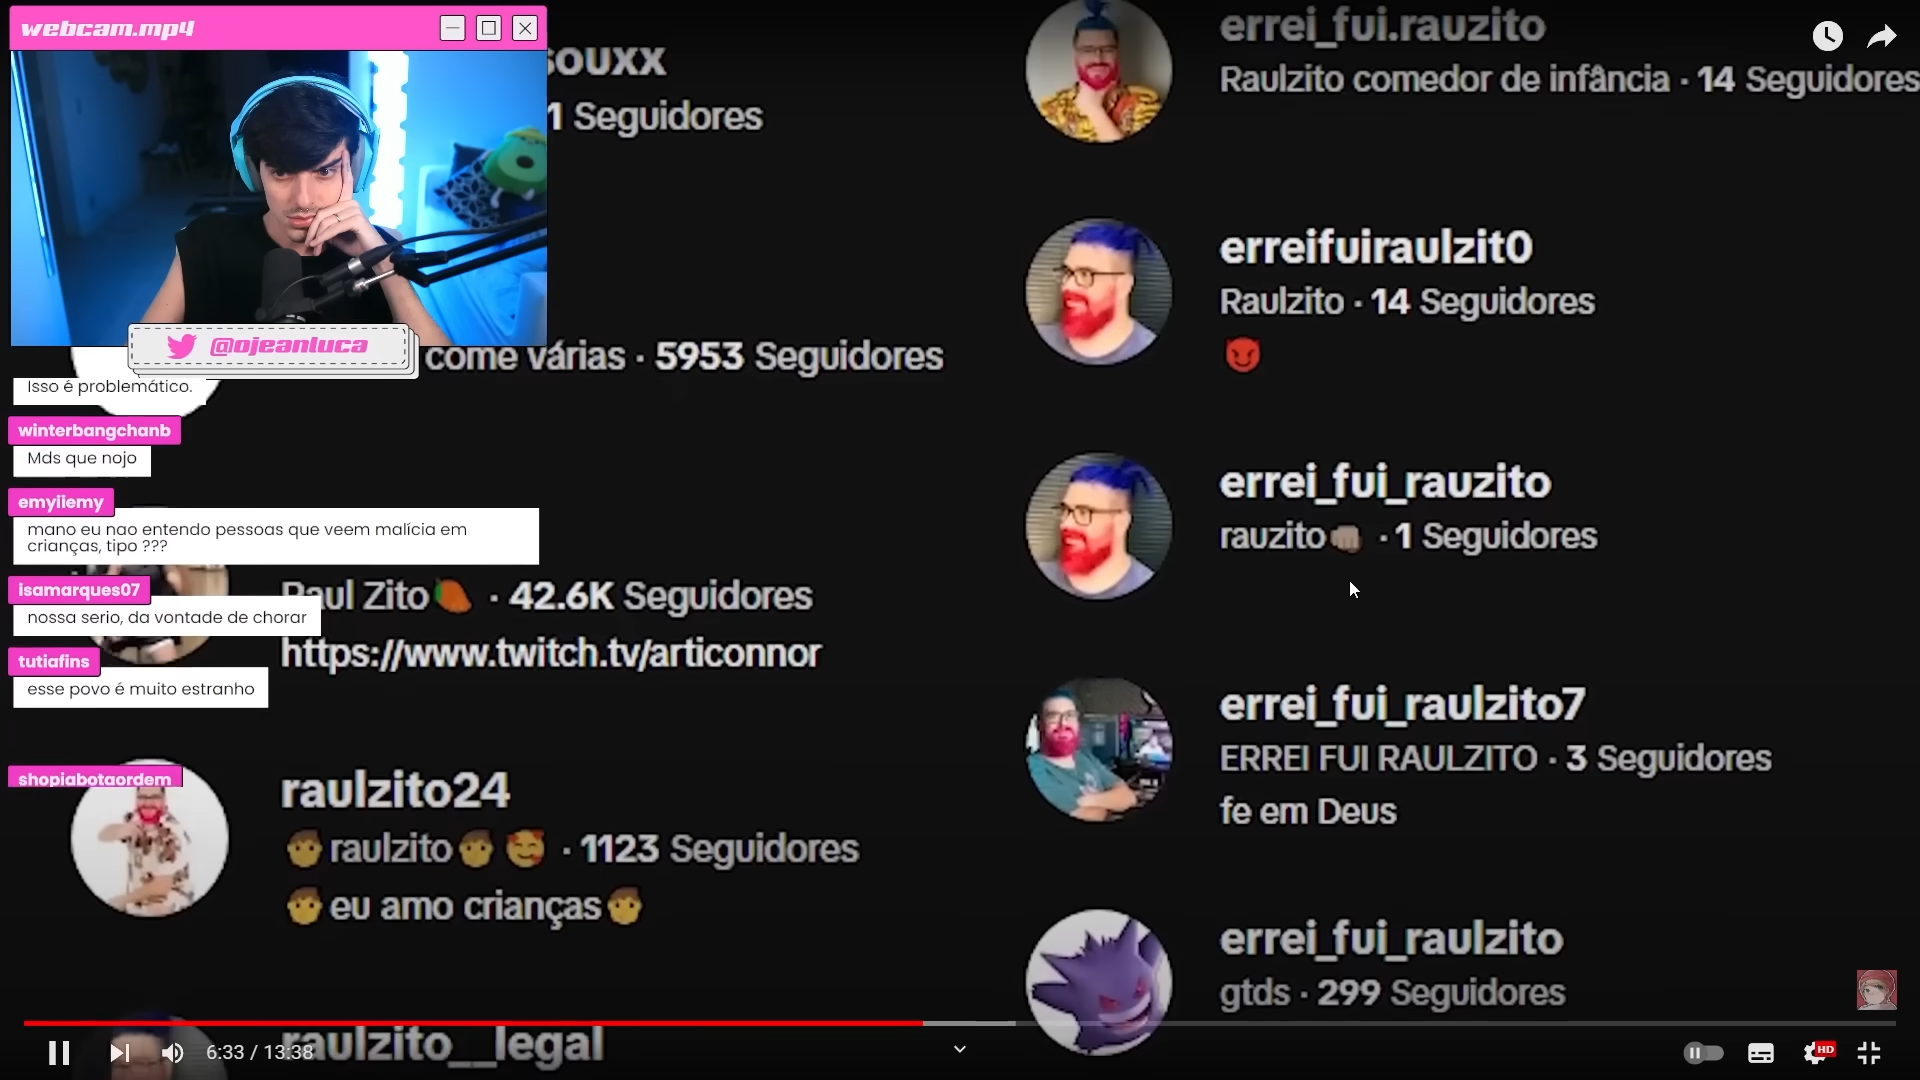 webcam.mp4
souxx
1 Seguidores
@ojeanluca
come várias · 5953 Seguidores
Isso é problemático.
winterbangchanb
Mds que nojo
emyiiemy
mano eu nao entendo pessoas que veem malícia em
crianças, tipo ???
isamarques07
nossa serio, da vontade de chorar
tutiafins
esse povo é muito estranho
shopiabotaordem
Raul Zito🥭 · 42.6K Seguidores
https://www.twitch.tv/articonnor
raulzito24
🧒raulzito🧒🥰 · 1123 Seguidores
🧒eu amo crianças🧒
raulzito__legal
errei_fui.rauzito
Raulzito comedor de infância · 14 Seguidores
erreifuiraulzit0
Raulzito · 14 Seguidores
😈
errei_fui_rauzito
rauzito👊🏽 · 1 Seguidores
errei_fui_raulzito7
ERREI FUI RAULZITO · 3 Seguidores
fe em Deus
errei_fui_raulzito
gtds · 299 Seguidores
6:33 / 13:38
HD